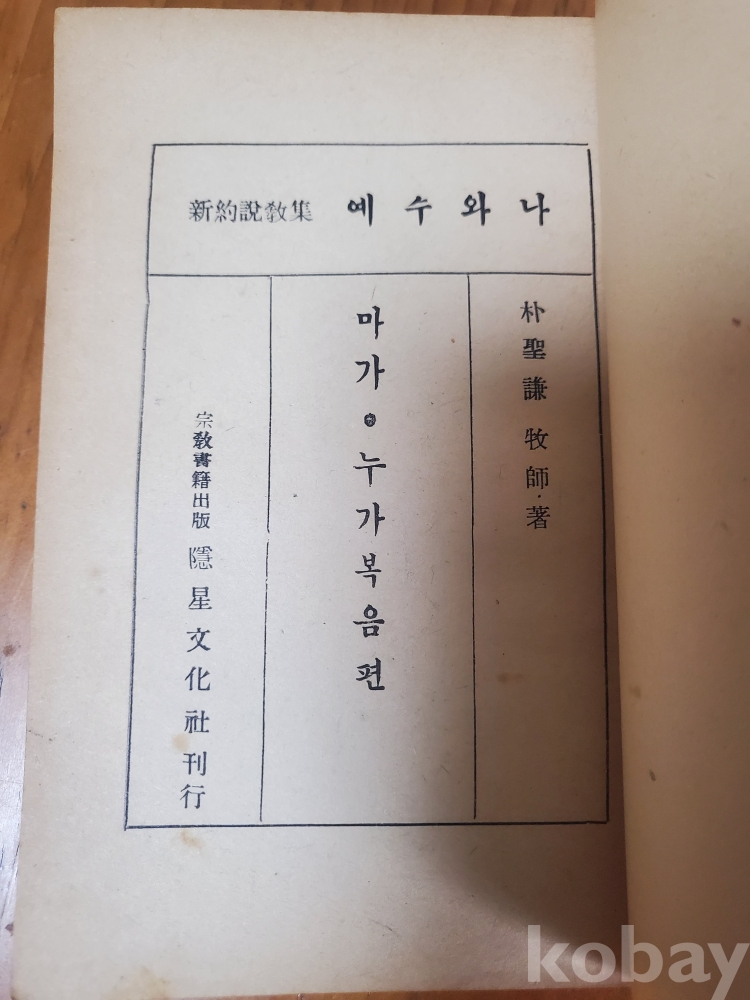 新約說敎集 예수와나
朴聖謙 牧師·著
마가·누가복음편
宗敎書籍出版 隱星文化社刊行
kobay